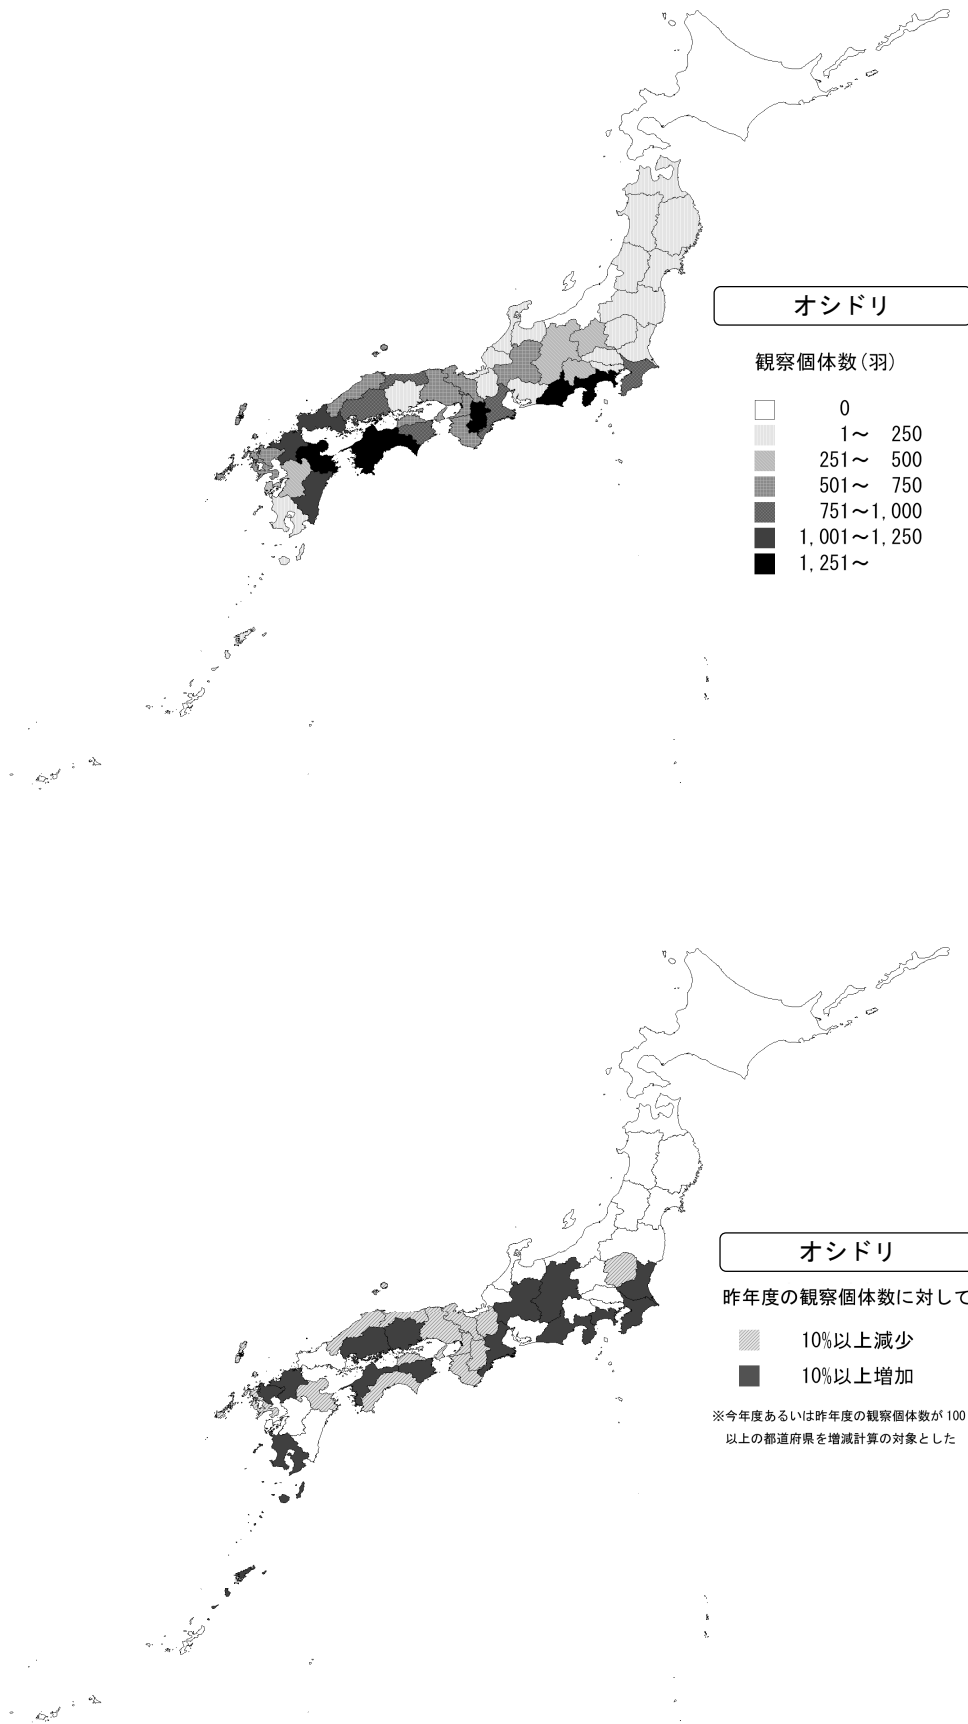 オシドリ
観察個体数(羽)
0
1～ 250
251～ 500
501～ 750
751～1,000
1,001～1,250
1,251～
オシドリ
昨年度の観察個体数に対して
10%以上減少
10%以上増加
※今年度あるいは昨年度の観察個体数が 100
以上の都道府県を増減計算の対象とした